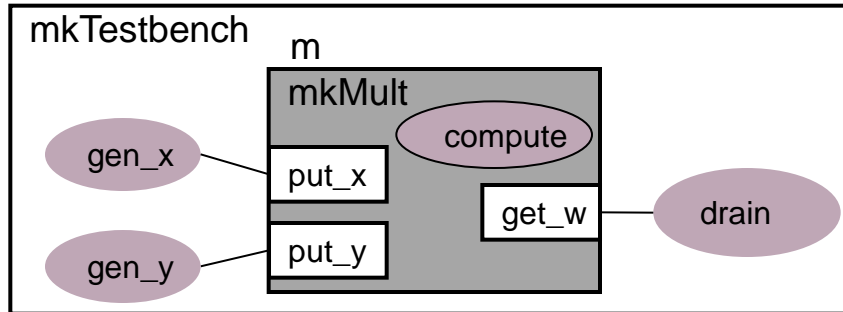 mkTestbench
m
mkMult
compute
gen_x
put_x
get_w
drain
gen_y
put_y